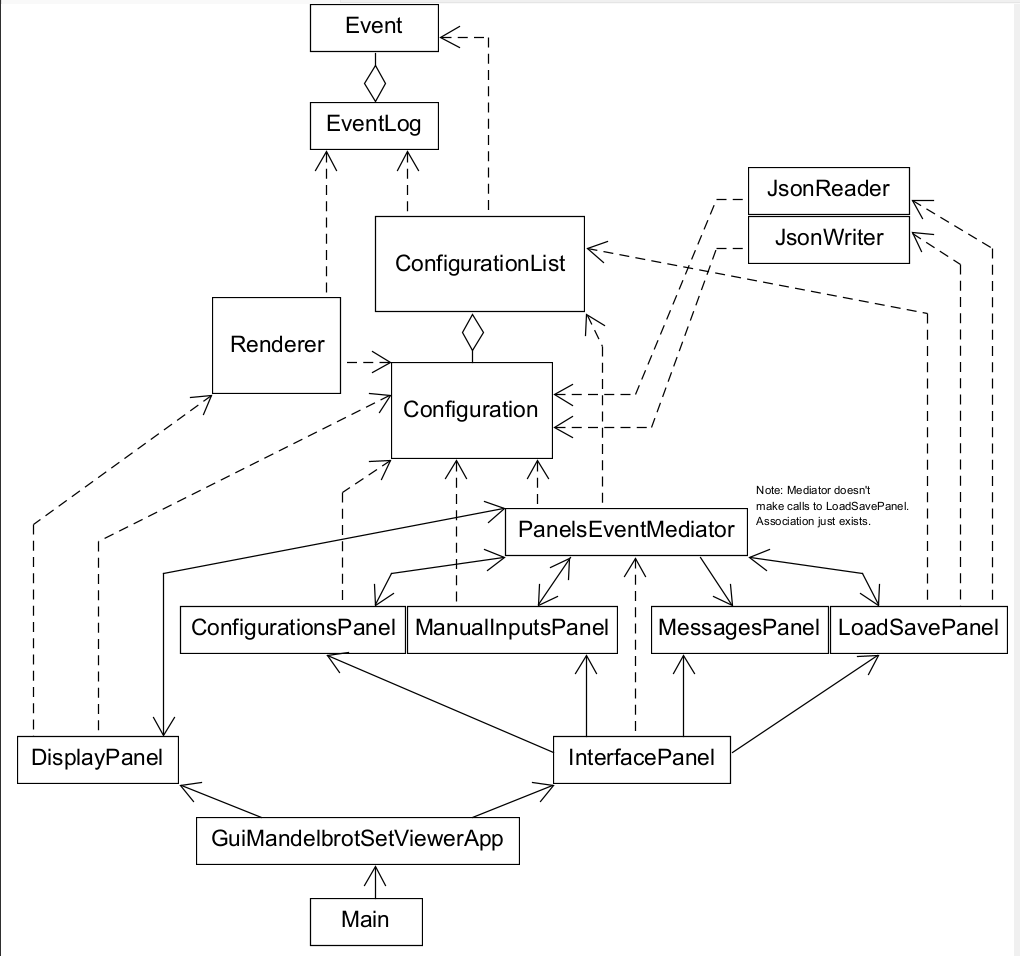 Event
EventLog
JsonReader
JsonWriter
ConfigurationList
Renderer
Configuration
Note: Mediator doesn't
make calls to LoadSavePanel.
Association just exists.
PanelsEventMediator
ConfigurationsPanel
ManualInputsPanel
MessagesPanel
LoadSavePanel
DisplayPanel
InterfacePanel
GuiMandelbrotSetViewerApp
Main